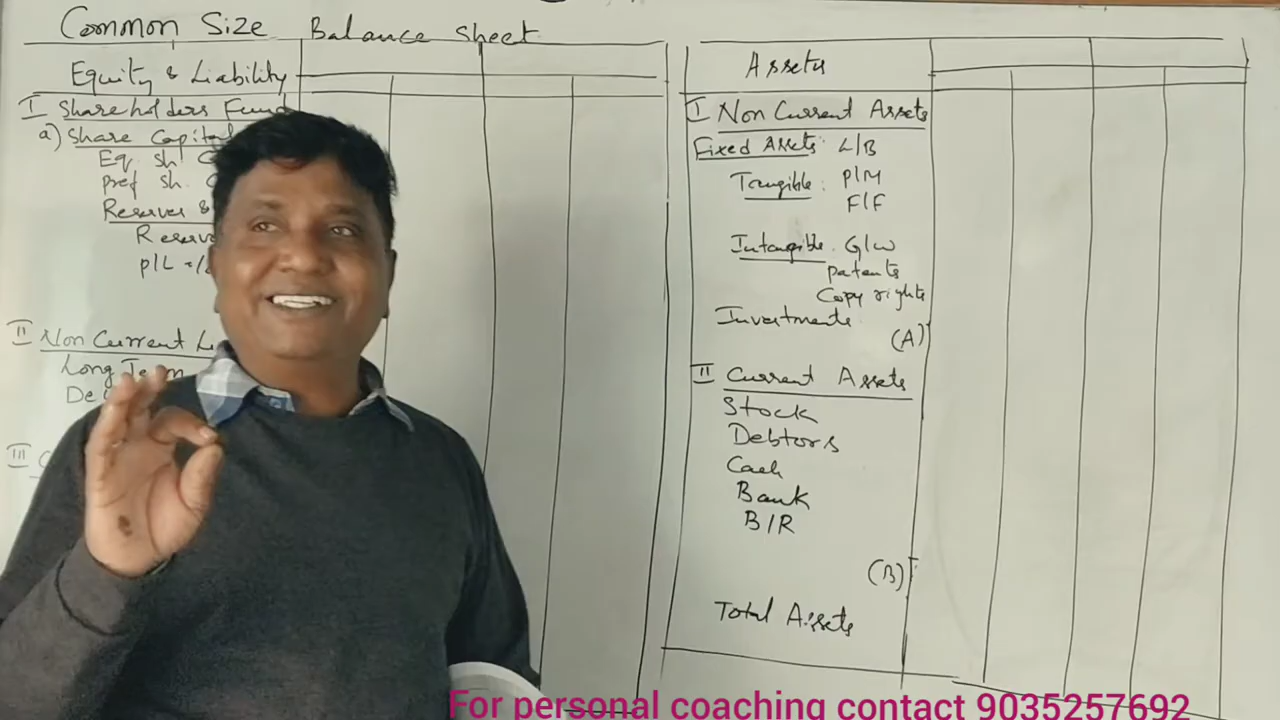 Common Size Balance Sheet
Equity & Liability
I Shareholders Fund
a) Share Capital
Eq. sh
pref sh.
Reserves &
Reserve
P/L
II Non Current
Long Term
III
Assets
I Non Current Assets
Fixed Assets: L/B
Tangible: P/M
F/F
Intangible. G/w
patents
Copy rights
Investments
(A)
II Current Assets
Stock
Debtors
Cash
Bank
B/R
(B)
Total Assets
For personal coaching contact 9035257692